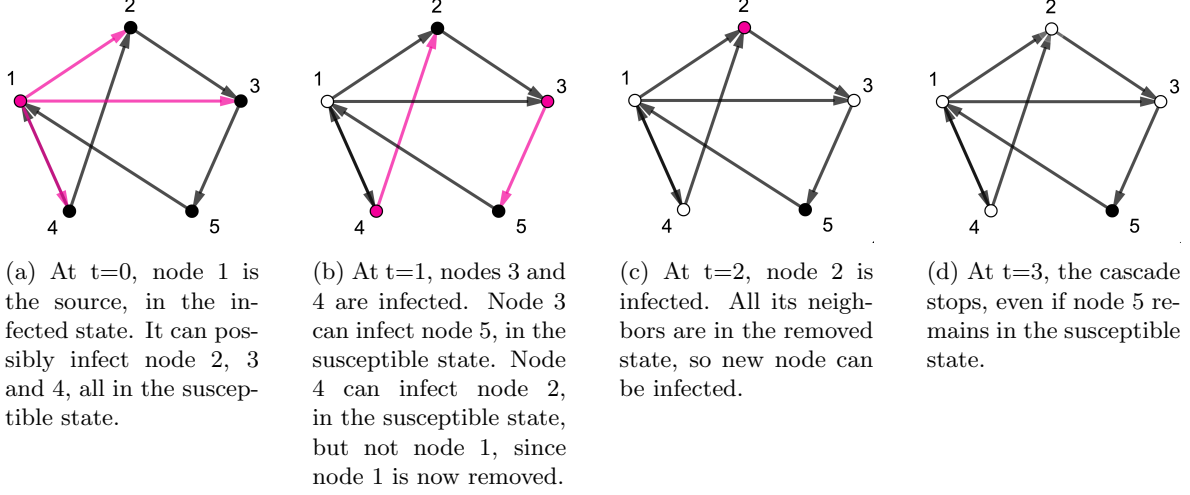 2
1
3
4
5
(a) At t=0, node 1 is
the source, in the in-
fected state. It can pos-
sibly infect node 2, 3
and 4, all in the suscep-
tible state.
2
1
3
4
5
(b) At t=1, nodes 3 and
4 are infected. Node 3
can infect node 5, in the
susceptible state. Node
4 can infect node 2,
in the susceptible state,
but not node 1, since
node 1 is now removed.
2
1
3
4
5
(c) At t=2, node 2 is
infected. All its neigh-
bors are in the removed
state, so new node can
be infected.
2
1
3
4
5
(d) At t=3, the cascade
stops, even if node 5 re-
mains in the susceptible
state.